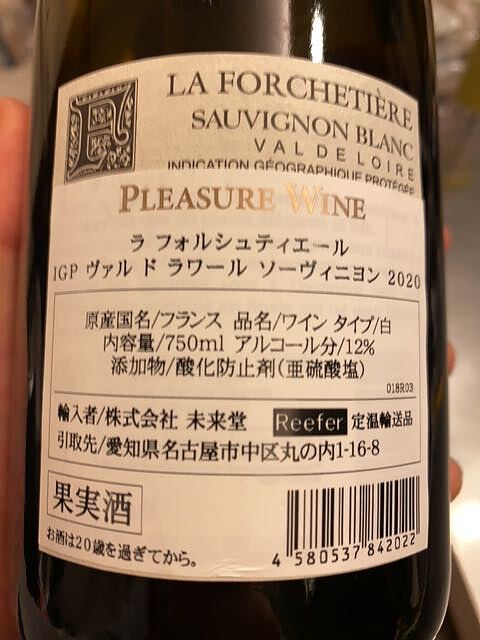 LA FORCHETIÈRE
SAUVIGNON BLANC
VAL DE LOIRE
INDICATION GÉOGRAPHIQUE PROTÉGÉE
PLEASURE WINE
ラ フォルシュティエール
IGP ヴァル ド ラワール ソーヴィニヨン 2020
原産国名/フランス 品名/ワイン タイプ/白
内容量/750ml アルコール分/12%
添加物/酸化防止剤(亜硫酸塩)
018R03
輸入者/株式会社 未来堂 Reefer 定温輸送品
引取先/愛知県名古屋市中区丸の内1-16-8
果実酒
お酒は20歳を過ぎてから。
4 580537 842022